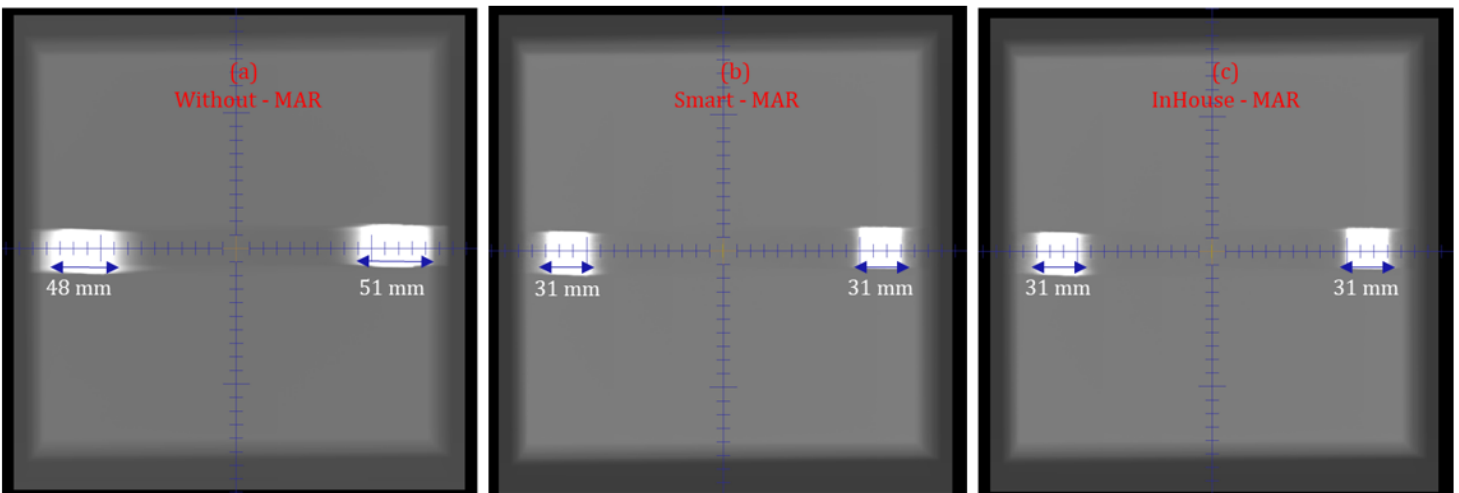 (a)
Without - MAR
48 mm
51 mm
(b)
Smart - MAR
31 mm
31 mm
(c)
InHouse - MAR
31 mm
31 mm